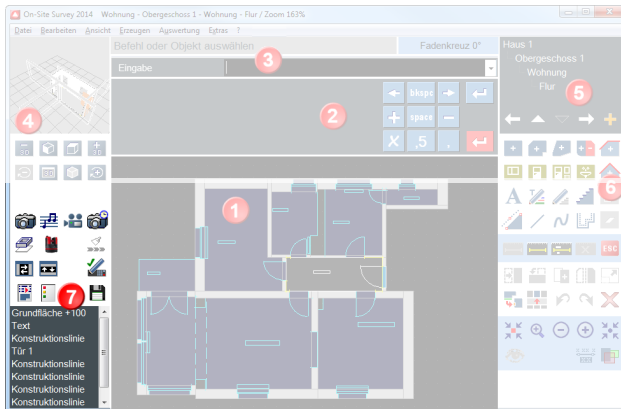 On-Site Survey 2014 Wohnung - Obergeschoss 1 - Wohnung - Flur / Zoom 163%
Datei Bearbeiten Ansicht Erzeugen Auswertung Extras ?
Befehl oder Objekt auswählen
Fadenkreuz 0°
Eingabe
3
bkspc
space
,5
,
2
Haus 1
Obergeschoss 1
Wohnung
Flur
5
4
1
6
A
ESC
7
Grundfläche +100
Text
Konstruktionslinie
Tür 1
Konstruktionslinie
Konstruktionslinie
Konstruktionslinie
Konstruktionslinie